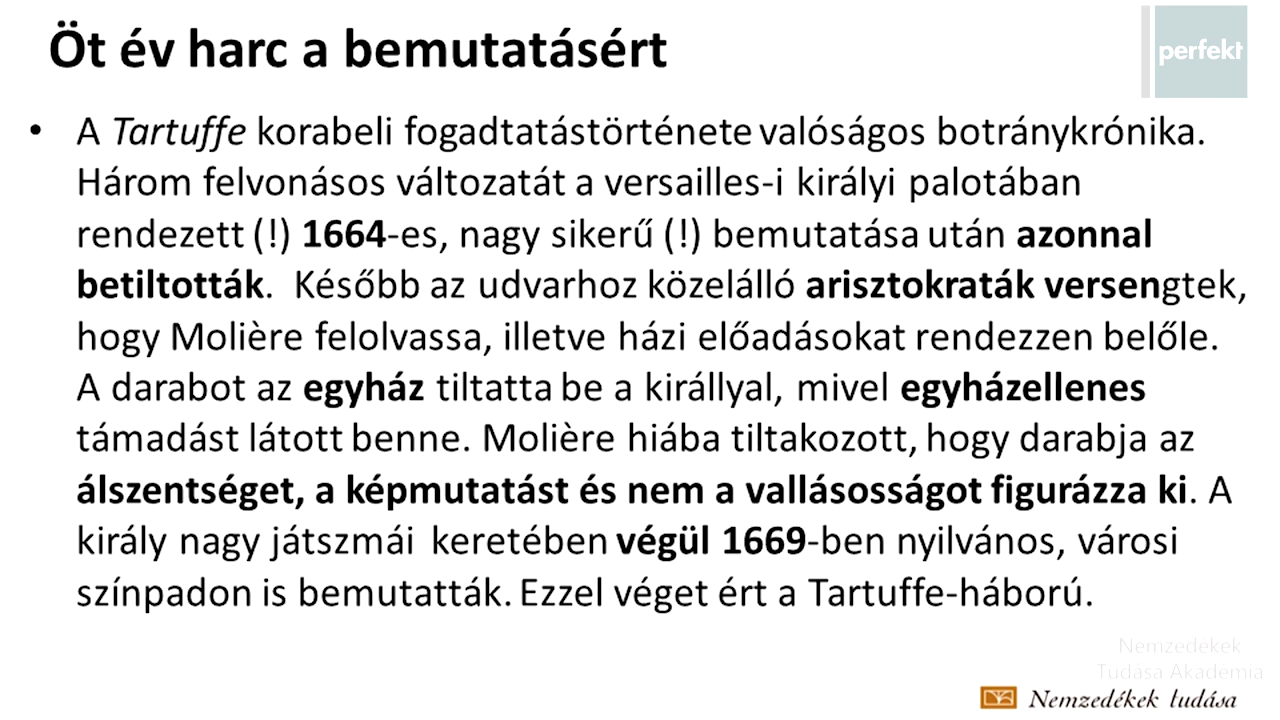 Öt év harc a bemutatásért
perfekt
• A Tartuffe korabeli fogadtatástörténete valóságos botránykrónika.
Három felvonásos változatát a versailles-i királyi palotában
rendezett (!) 1664-es, nagy sikerű (!) bemutatása után azonnal
betiltották. Később az udvarhoz közelálló arisztokraták versengtek,
hogy Molière felolvassa, illetve házi előadásokat rendezzen belőle.
A darabot az egyház tiltatta be a királlyal, mivel egyházellenes
támadást látott benne. Molière hiába tiltakozott, hogy darabja az
álszentséget, a képmutatást és nem a vallásosságot figurázza ki. A
király nagy játszmái keretében végül 1669-ben nyilvános, városi
színpadon is bemutatták. Ezzel véget ért a Tartuffe-háború.
Nemzedékek
Tudása Akadémia
Nemzedékek tudása